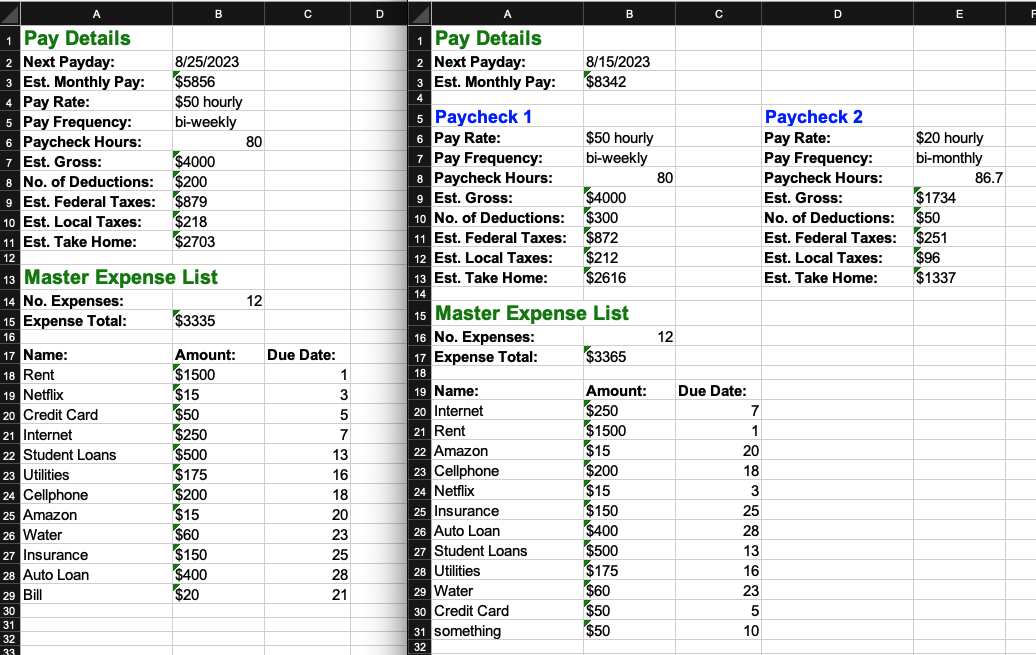 A B C D
1 Pay Details
2 Next Payday: 8/25/2023
3 Est. Monthly Pay: $5856
4 Pay Rate: $50 hourly
5 Pay Frequency: bi-weekly
6 Paycheck Hours: 80
7 Est. Gross: $4000
8 No. of Deductions: $200
9 Est. Federal Taxes: $879
10 Est. Local Taxes: $218
11 Est. Take Home: $2703
12
13 Master Expense List
14 No. Expenses: 12
15 Expense Total: $3335
16
17 Name: Amount: Due Date:
18 Rent $1500 1
19 Netflix $15 3
20 Credit Card $50 5
21 Internet $250 7
22 Student Loans $500 13
23 Utilities $175 16
24 Cellphone $200 18
25 Amazon $15 20
26 Water $60 23
27 Insurance $150 25
28 Auto Loan $400 28
29 Bill $20 21
30
31
32
33
A B C D E F
1 Pay Details
2 Next Payday: 8/15/2023
3 Est. Monthly Pay: $8342
4
5 Paycheck 1 Paycheck 2
6 Pay Rate: $50 hourly Pay Rate: $20 hourly
7 Pay Frequency: bi-weekly Pay Frequency: bi-monthly
8 Paycheck Hours: 80 Paycheck Hours: 86.7
9 Est. Gross: $4000 Est. Gross: $1734
10 No. of Deductions: $300 No. of Deductions: $50
11 Est. Federal Taxes: $872 Est. Federal Taxes: $251
12 Est. Local Taxes: $212 Est. Local Taxes: $96
13 Est. Take Home: $2616 Est. Take Home: $1337
14
15 Master Expense List
16 No. Expenses: 12
17 Expense Total: $3365
18
19 Name: Amount: Due Date:
20 Internet $250 7
21 Rent $1500 1
22 Amazon $15 20
23 Cellphone $200 18
24 Netflix $15 3
25 Insurance $150 25
26 Auto Loan $400 28
27 Student Loans $500 13
28 Utilities $175 16
29 Water $60 23
30 Credit Card $50 5
31 something $50 10
32